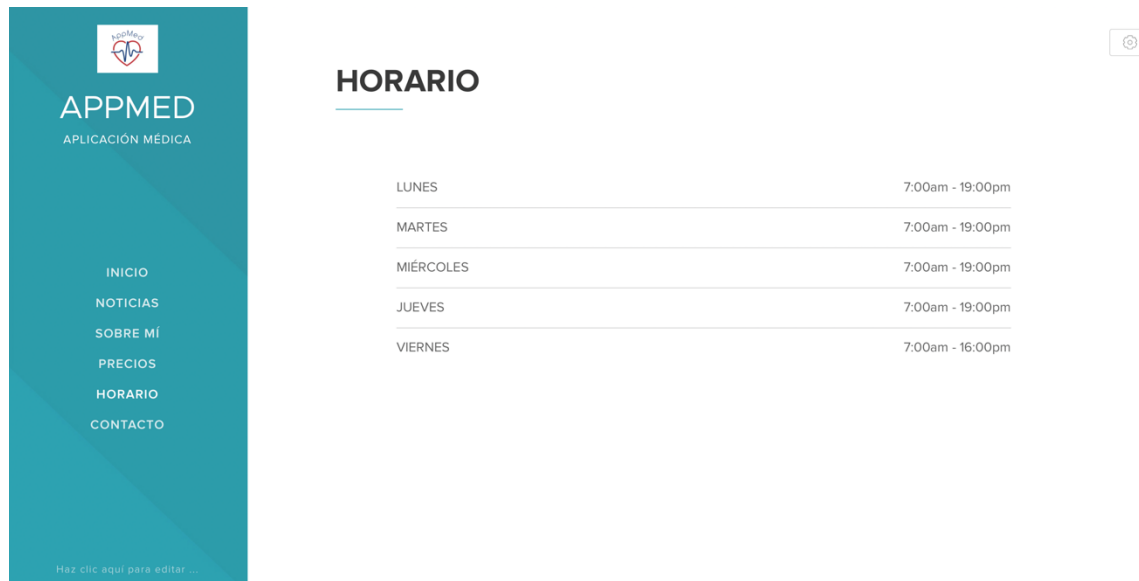 AppMed
APPMED
APLICACIÓN MÉDICA
INICIO
NOTICIAS
SOBRE MÍ
PRECIOS
HORARIO
CONTACTO
Haz clic aquí para editar ...
HORARIO
LUNES 7:00am - 19:00pm
MARTES 7:00am - 19:00pm
MIÉRCOLES 7:00am - 19:00pm
JUEVES 7:00am - 19:00pm
VIERNES 7:00am - 16:00pm